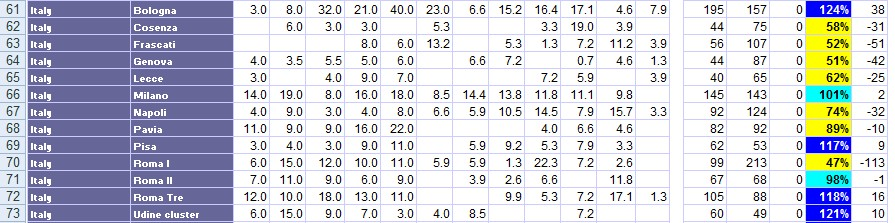 61 Italy Bologna 3.0 8.0 32.0 21.0 40.0 23.0 6.6 15.2 16.4 17.1 4.6 7.9 195 157 0 124% 38
62 Italy Cosenza 6.0 3.0 3.0 5.3 3.3 19.0 3.9 44 75 0 58% -31
63 Italy Frascati 8.0 6.0 13.2 5.3 1.3 7.2 11.2 3.9 56 107 0 52% -51
64 Italy Genova 4.0 3.5 5.5 5.0 6.0 6.6 7.2 0.7 4.6 1.3 44 87 0 51% -42
65 Italy Lecce 3.0 4.0 9.0 7.0 7.2 5.9 3.9 40 65 0 62% -25
66 Italy Milano 14.0 19.0 8.0 16.0 18.0 8.5 14.4 13.8 11.8 11.1 9.8 145 143 0 101% 2
67 Italy Napoli 4.0 9.0 3.0 4.0 8.0 6.6 5.9 10.5 14.5 7.9 15.7 3.3 92 124 0 74% -32
68 Italy Pavia 11.0 9.0 9.0 16.0 22.0 4.0 6.6 4.6 82 92 0 89% -10
69 Italy Pisa 3.0 4.0 3.0 9.0 11.0 5.9 9.2 5.3 7.9 3.3 62 53 0 117% 9
70 Italy Roma I 6.0 15.0 12.0 10.0 11.0 5.9 5.9 1.3 22.3 7.2 2.6 99 213 0 47% -113
71 Italy Roma II 7.0 11.0 9.0 6.0 9.0 3.9 2.6 6.6 11.8 67 68 0 98% -1
72 Italy Roma Tre 12.0 10.0 18.0 13.0 11.0 9.9 5.3 7.2 17.1 1.3 105 88 0 118% 16
73 Italy Udine cluster 6.0 15.0 9.0 7.0 3.0 4.0 8.5 7.2 60 49 0 121% 10